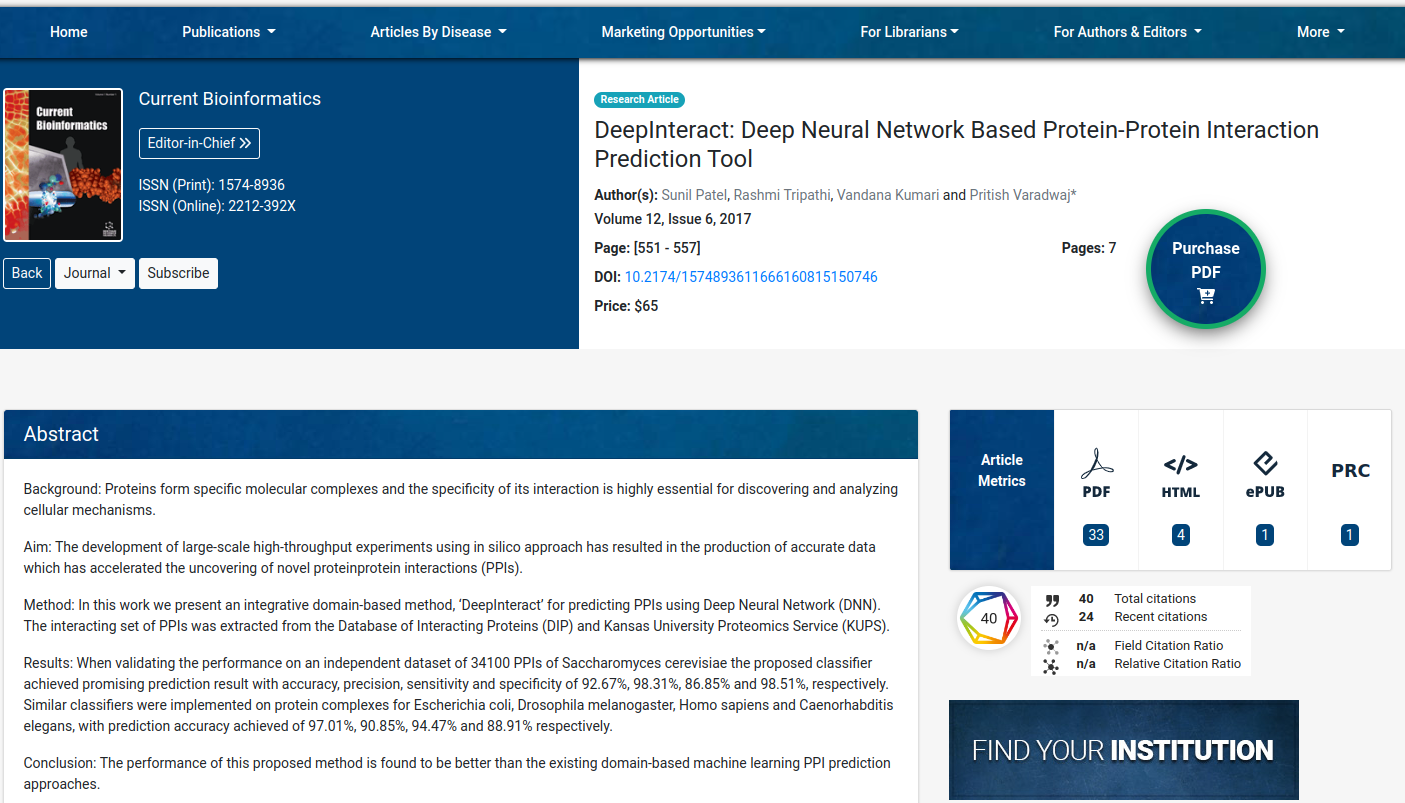 Home Publications Articles By Disease Marketing Opportunities For Librarians For Authors & Editors More
Current
Bioinformatics
Current Bioinformatics
Editor-in-Chief
ISSN (Print): 1574-8936
ISSN (Online): 2212-392X
Back Journal Subscribe
Research Article
DeepInteract: Deep Neural Network Based Protein-Protein Interaction
Prediction Tool
Author(s): Sunil Patel, Rashmi Tripathi, Vandana Kumari and Pritish Varadwaj*
Volume 12, Issue 6, 2017
Page: [551 - 557] Pages: 7
DOI: 10.2174/1574893611666160815150746
Price: $65
Purchase
PDF
Abstract
Background: Proteins form specific molecular complexes and the specificity of its interaction is highly essential for discovering and analyzing
cellular mechanisms.
Aim: The development of large-scale high-throughput experiments using in silico approach has resulted in the production of accurate data
which has accelerated the uncovering of novel proteinprotein interactions (PPIs).
Method: In this work we present an integrative domain-based method, ‘DeepInteract’ for predicting PPIs using Deep Neural Network (DNN).
The interacting set of PPIs was extracted from the Database of Interacting Proteins (DIP) and Kansas University Proteomics Service (KUPS).
Results: When validating the performance on an independent dataset of 34100 PPIs of Saccharomyces cerevisiae the proposed classifier
achieved promising prediction result with accuracy, precision, sensitivity and specificity of 92.67%, 98.31%, 86.85% and 98.51%, respectively.
Similar classifiers were implemented on protein complexes for Escherichia coli, Drosophila melanogaster, Homo sapiens and Caenorhabditis
elegans, with prediction accuracy achieved of 97.01%, 90.85%, 94.47% and 88.91% respectively.
Conclusion: The performance of this proposed method is found to be better than the existing domain-based machine learning PPI prediction
approaches.
Article
Metrics
PDF HTML ePUB PRC
33 4 1 1
40
40 Total citations
24 Recent citations
n/a Field Citation Ratio
n/a Relative Citation Ratio
FIND YOUR INSTITUTION